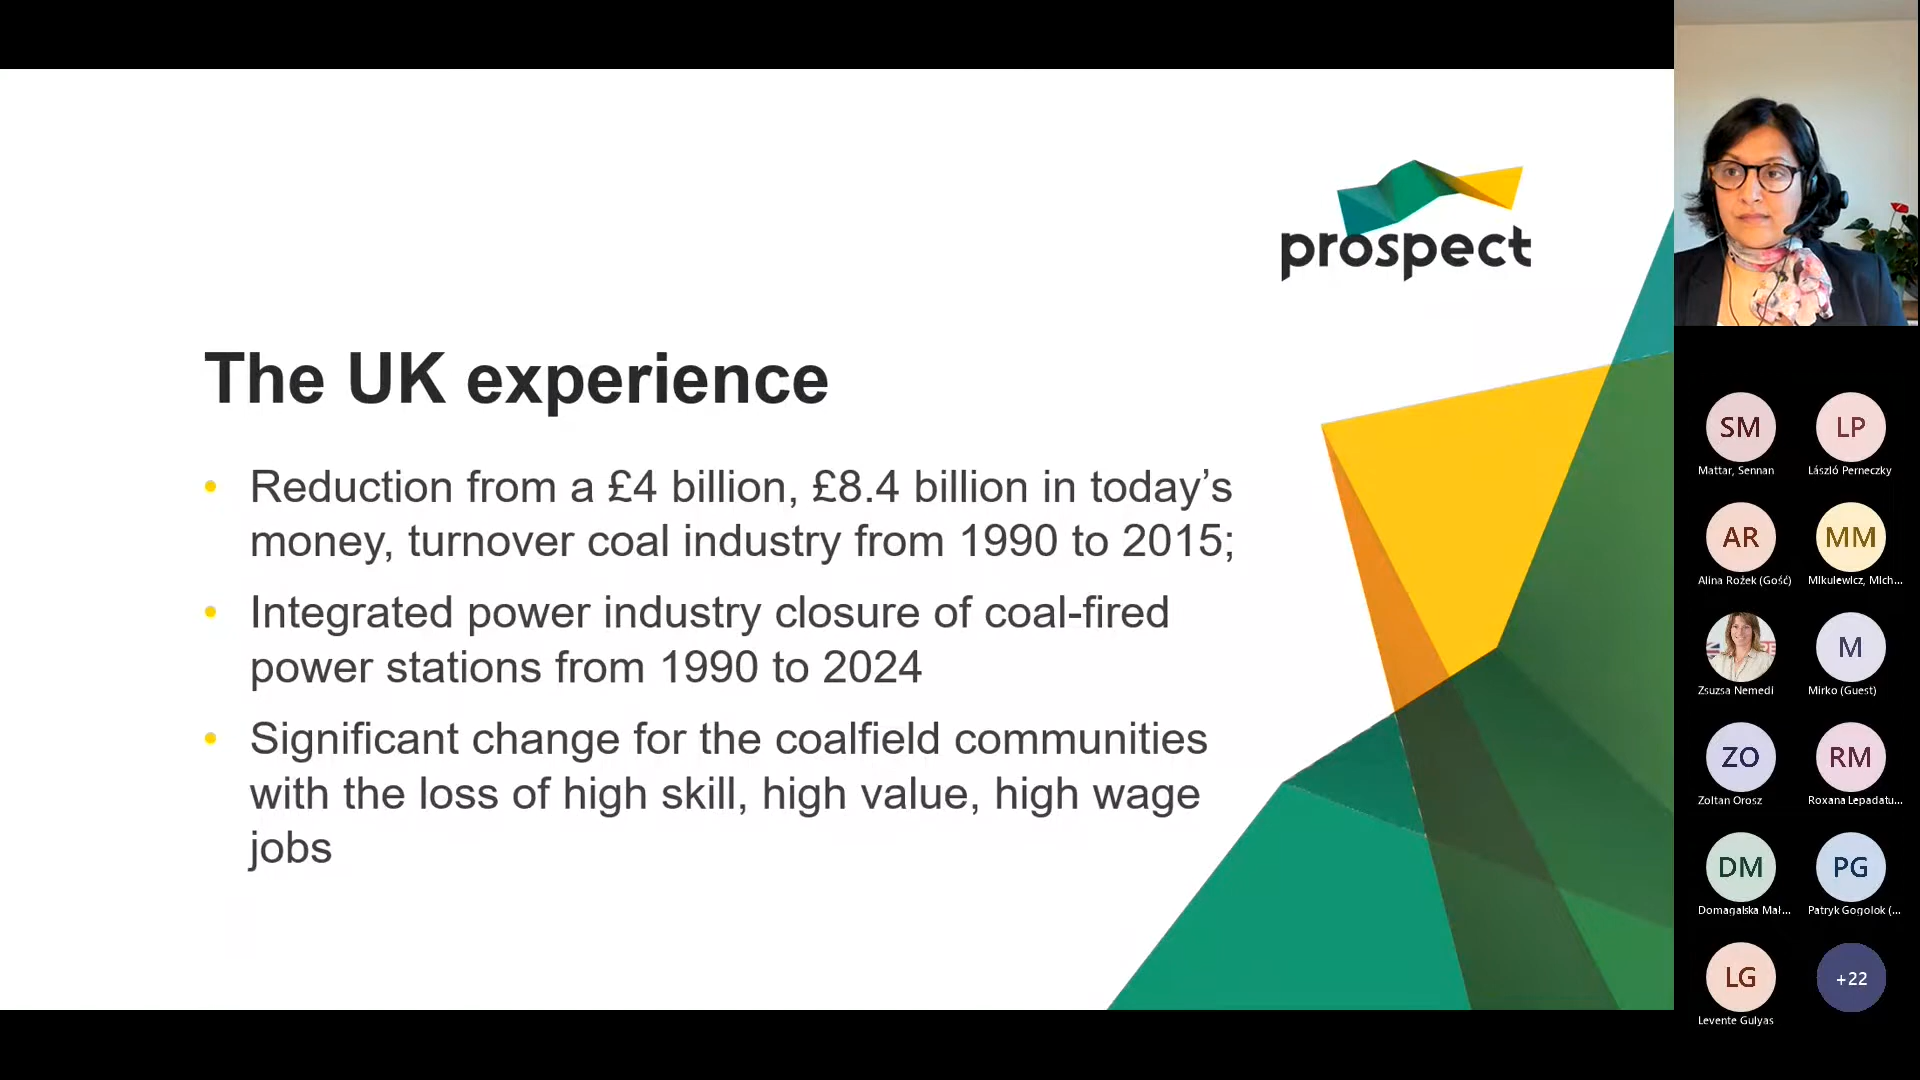 prospect
The UK experience
• Reduction from a £4 billion, £8.4 billion in today’s
money, turnover coal industry from 1990 to 2015;
• Integrated power industry closure of coal-fired
power stations from 1990 to 2024
• Significant change for the coalfield communities
with the loss of high skill, high value, high wage
jobs
SM LP
Mattar, Sennan László Perneczky
AR MM
Alina Rożek (Gość) Mikulewicz, Mich...
Zsuzsa Nemedi M
Mirko (Guest)
ZO RM
Zoltan Orosz Roxana Lepadatu...
DM PG
Domagalska Mał... Patryk Gogolok (...
LG +22
Levente Gulyas